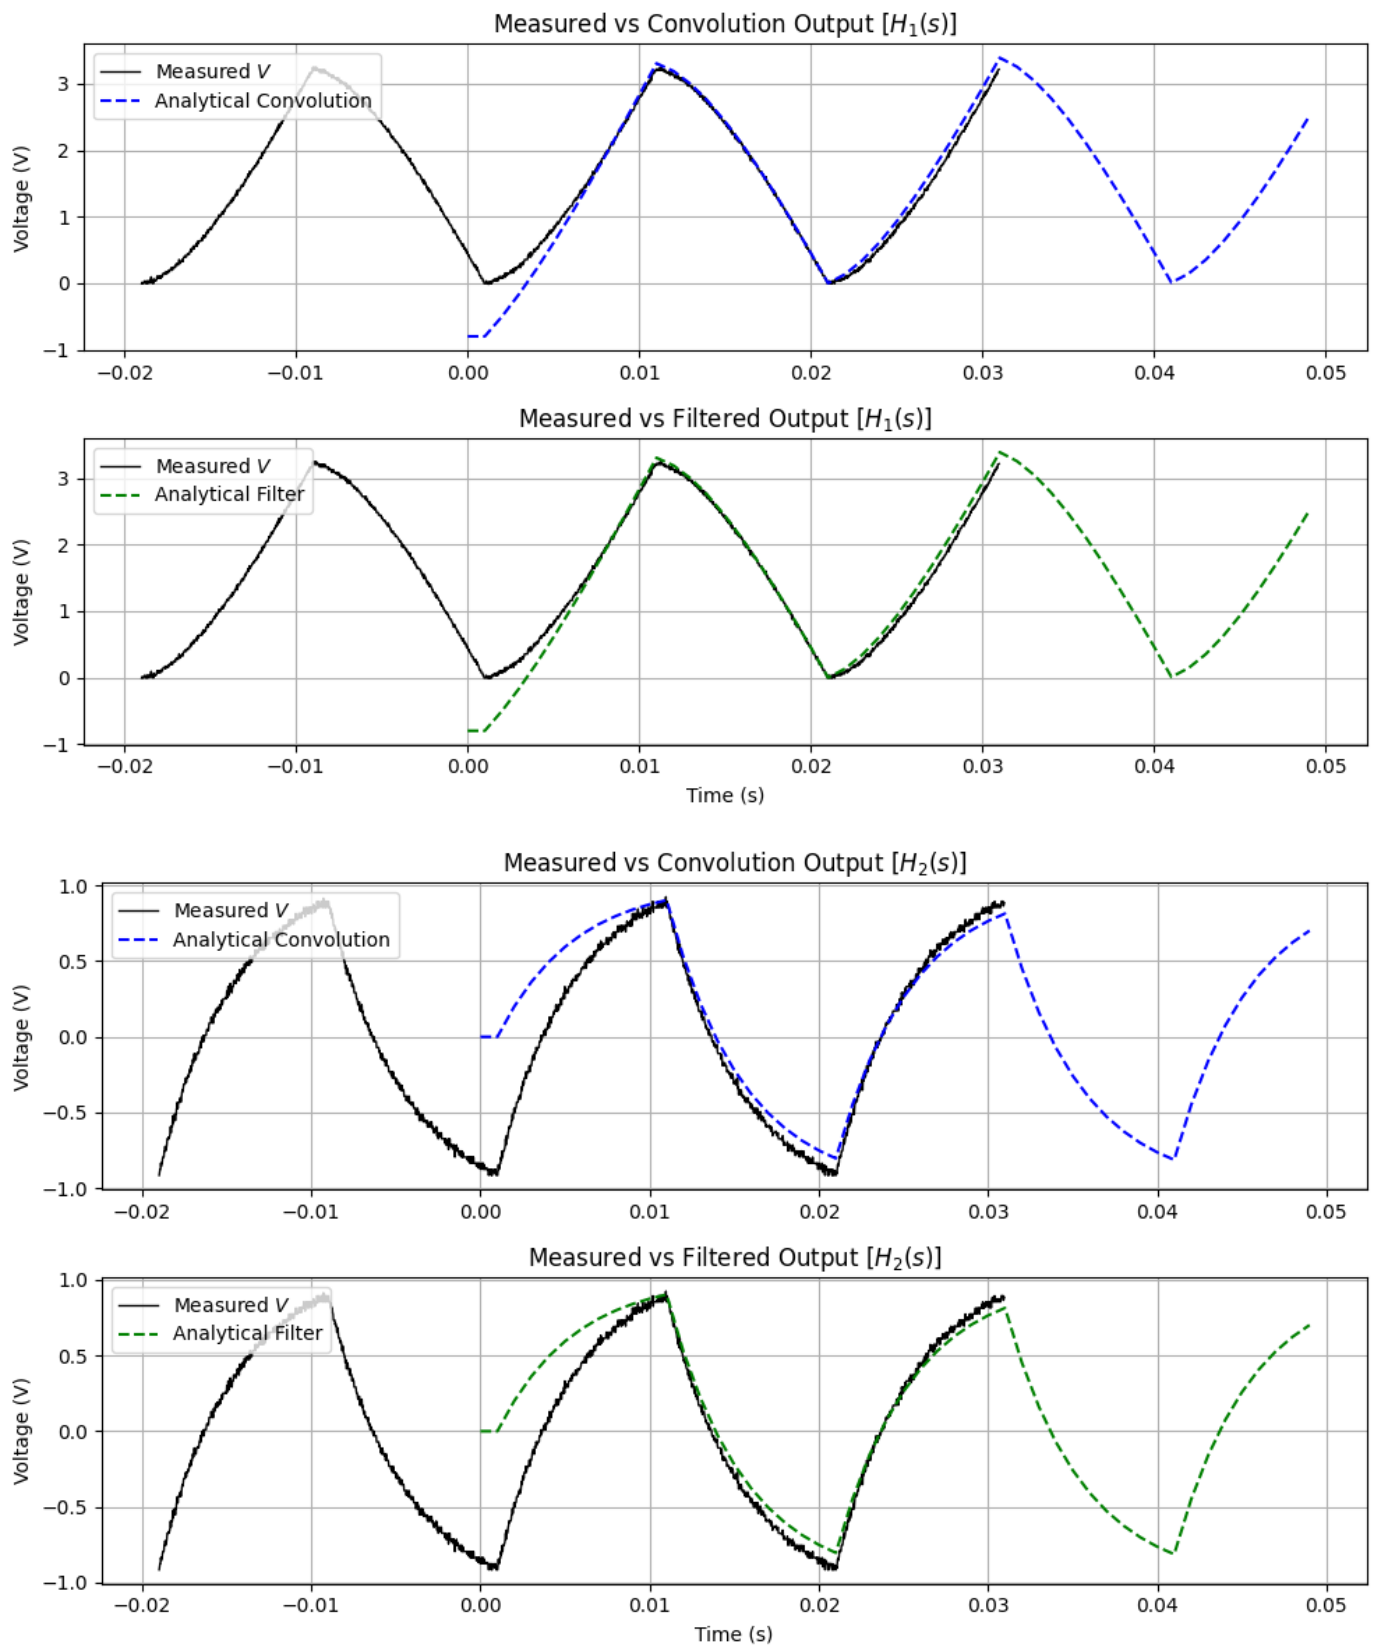 Measured vs Convolution Output [H₁(s)]
Voltage (V)
Measured V
Analytical Convolution
3
2
1
0
−1
−0.02 −0.01 0.00 0.01 0.02 0.03 0.04 0.05
Measured vs Filtered Output [H₁(s)]
Voltage (V)
Measured V
Analytical Filter
3
2
1
0
−1
−0.02 −0.01 0.00 0.01 0.02 0.03 0.04 0.05
Time (s)
Measured vs Convolution Output [H₂(s)]
Voltage (V)
Measured V
Analytical Convolution
1.0
0.5
0.0
−0.5
−1.0
−0.02 −0.01 0.00 0.01 0.02 0.03 0.04 0.05
Measured vs Filtered Output [H₂(s)]
Voltage (V)
Measured V
Analytical Filter
1.0
0.5
0.0
−0.5
−1.0
−0.02 −0.01 0.00 0.01 0.02 0.03 0.04 0.05
Time (s)